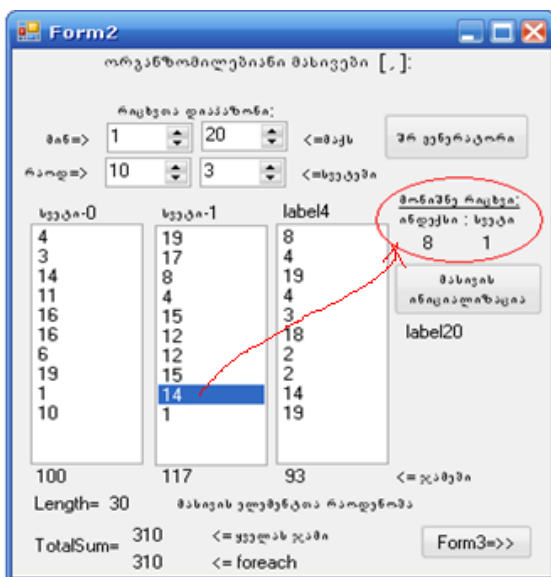 Form2
ორგანზომილებიანი მასივები [,]:
რიცხვთა დიაპაზონი:
მინ=> 1 20 <=მაქს შრ გენერატორი
რაოდ=> 10 3 <=სვეტები
მონიშნე რიცხვი:
ინდექსი : სვეტი
8 1
სვეტი-0 სვეტი-1 label4
4 19 8
3 17 4
14 8 19
11 4 4
16 15 3
16 12 18
6 12 2
19 15 2
1 14 14
10 1 19
მასივის
ინიციალიზაცია
label20
100 117 93 <=ჯამები
Length= 30 მასივის ელემენტთა რაოდენობა
TotalSum= 310 <=ყველას ჯამი
310 <= foreach
Form3=>>